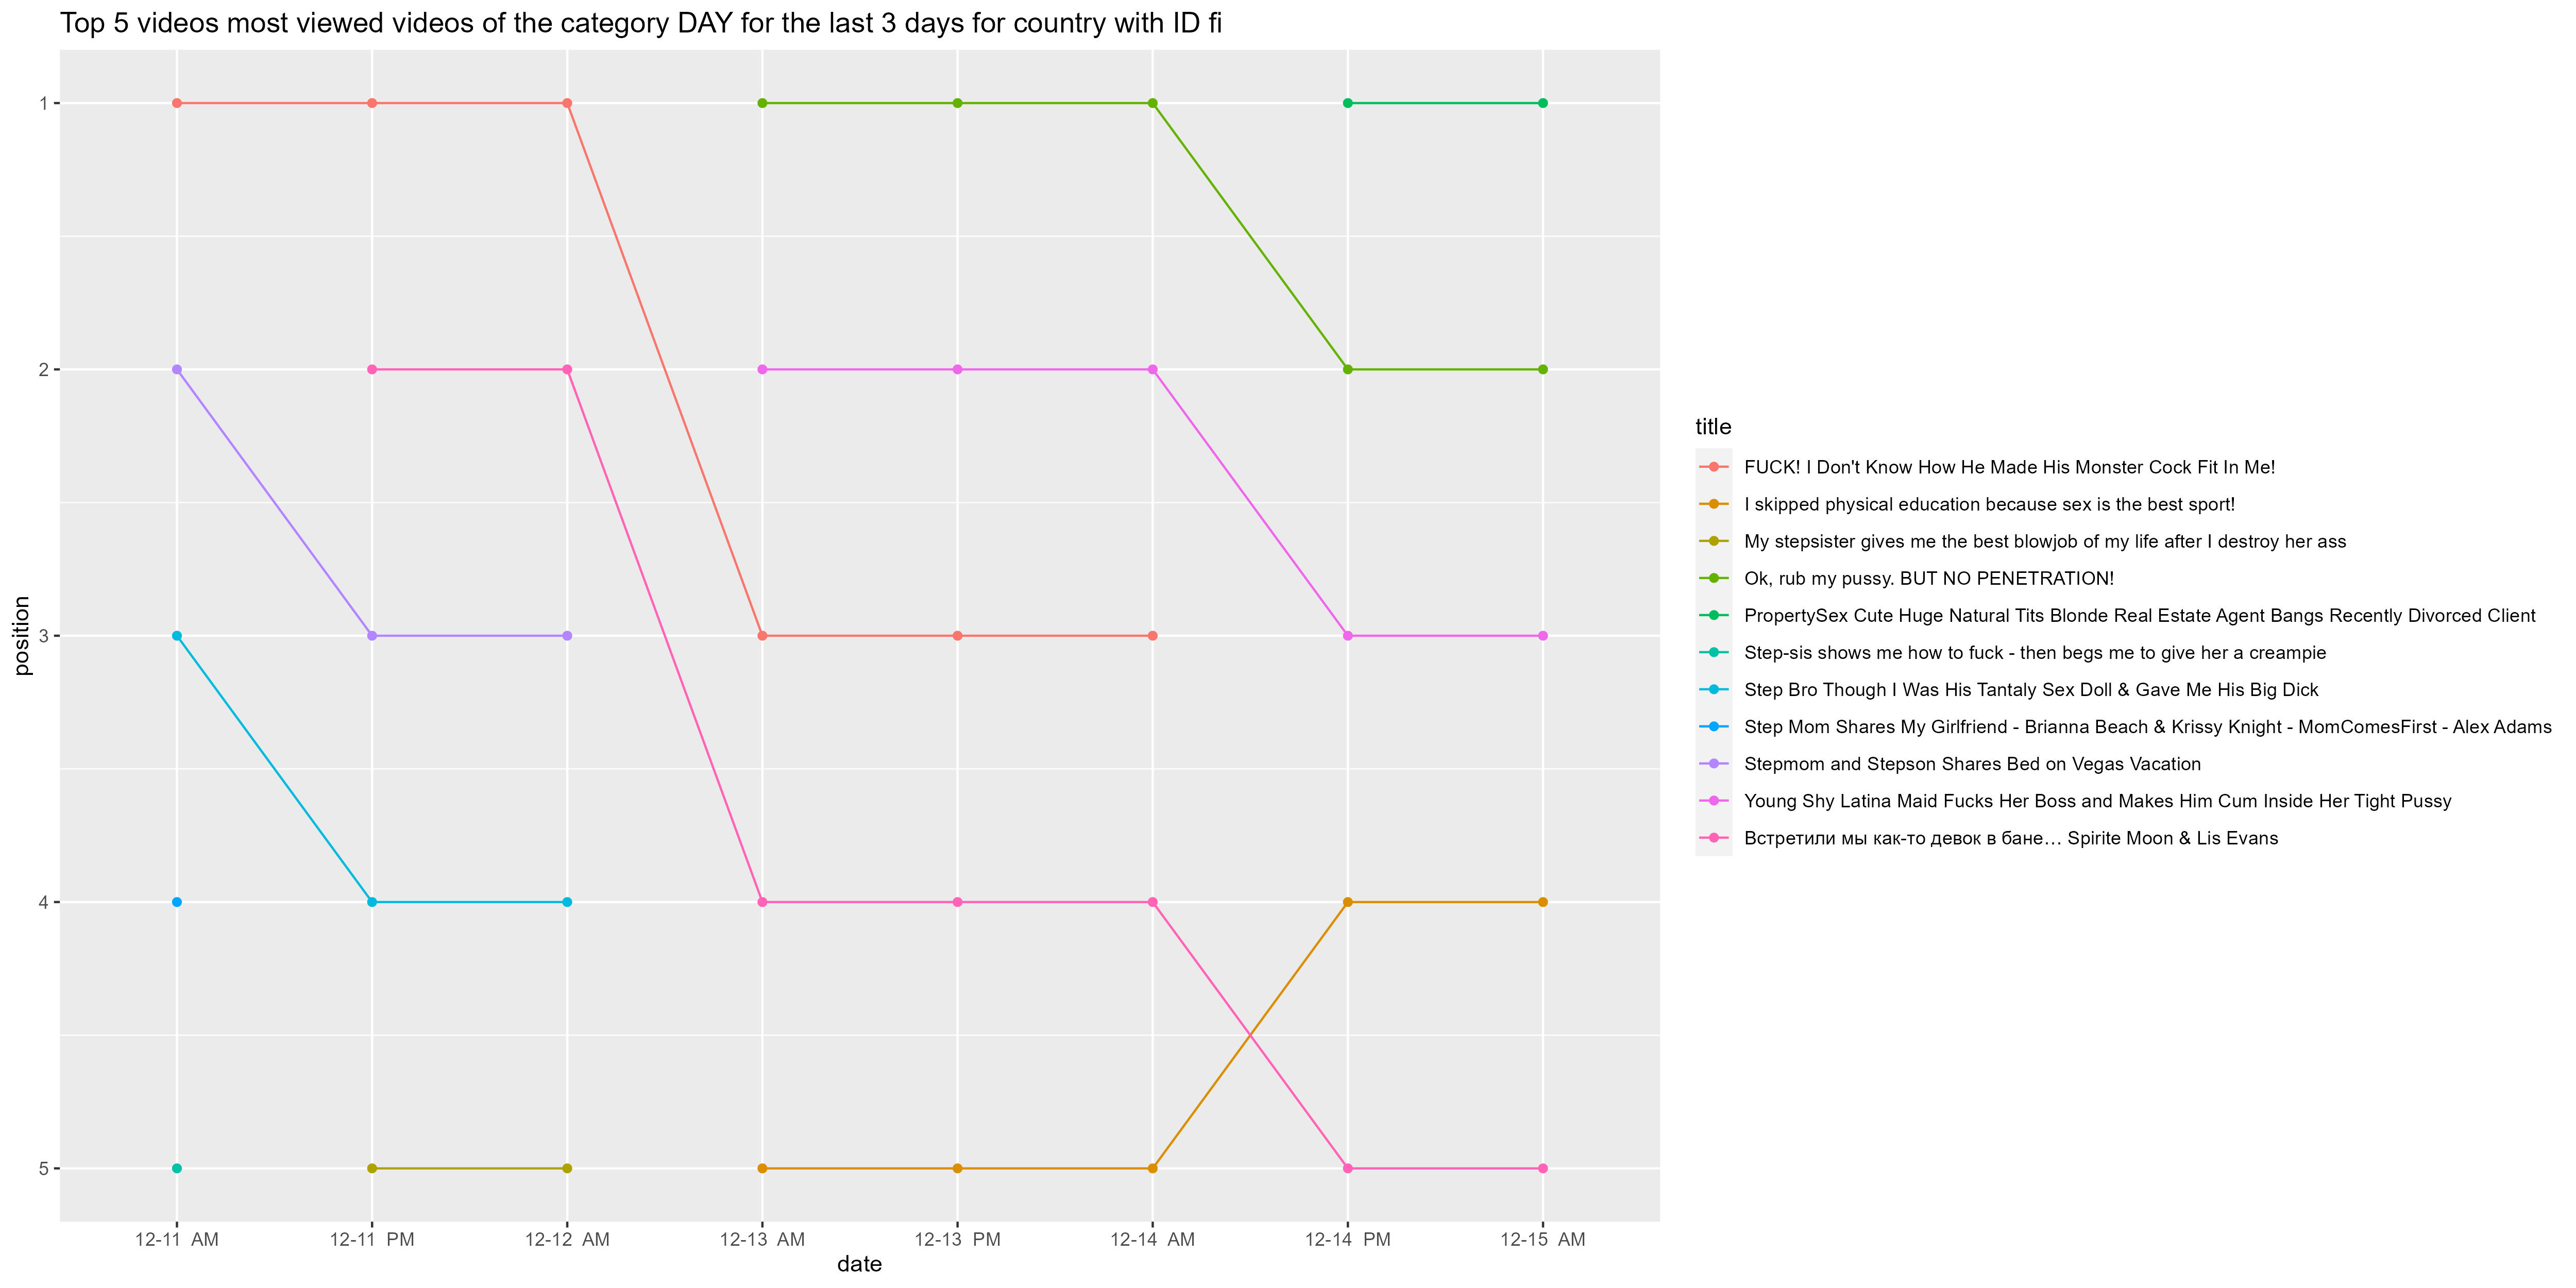 Top 5 videos most viewed videos of the category DAY for the last 3 days for country with ID fi
position
1
2
3
4
5
12-11 AM
12-11 PM
12-12 AM
12-13 AM
12-13 PM
12-14 AM
12-14 PM
12-15 AM
date
title
FUCK! I Don't Know How He Made His Monster Cock Fit In Me!
I skipped physical education because sex is the best sport!
My stepsister gives me the best blowjob of my life after I destroy her ass
Ok, rub my pussy. BUT NO PENETRATION!
PropertySex Cute Huge Natural Tits Blonde Real Estate Agent Bangs Recently Divorced Client
Step-sis shows me how to fuck - then begs me to give her a creampie
Step Bro Though I Was His Tantaly Sex Doll & Gave Me His Big Dick
Step Mom Shares My Girlfriend - Brianna Beach & Krissy Knight - MomComesFirst - Alex Adams
Stepmom and Stepson Shares Bed on Vegas Vacation
Young Shy Latina Maid Fucks Her Boss and Makes Him Cum Inside Her Tight Pussy
Встретили мы как-то девок в бане… Spirite Moon & Lis Evans